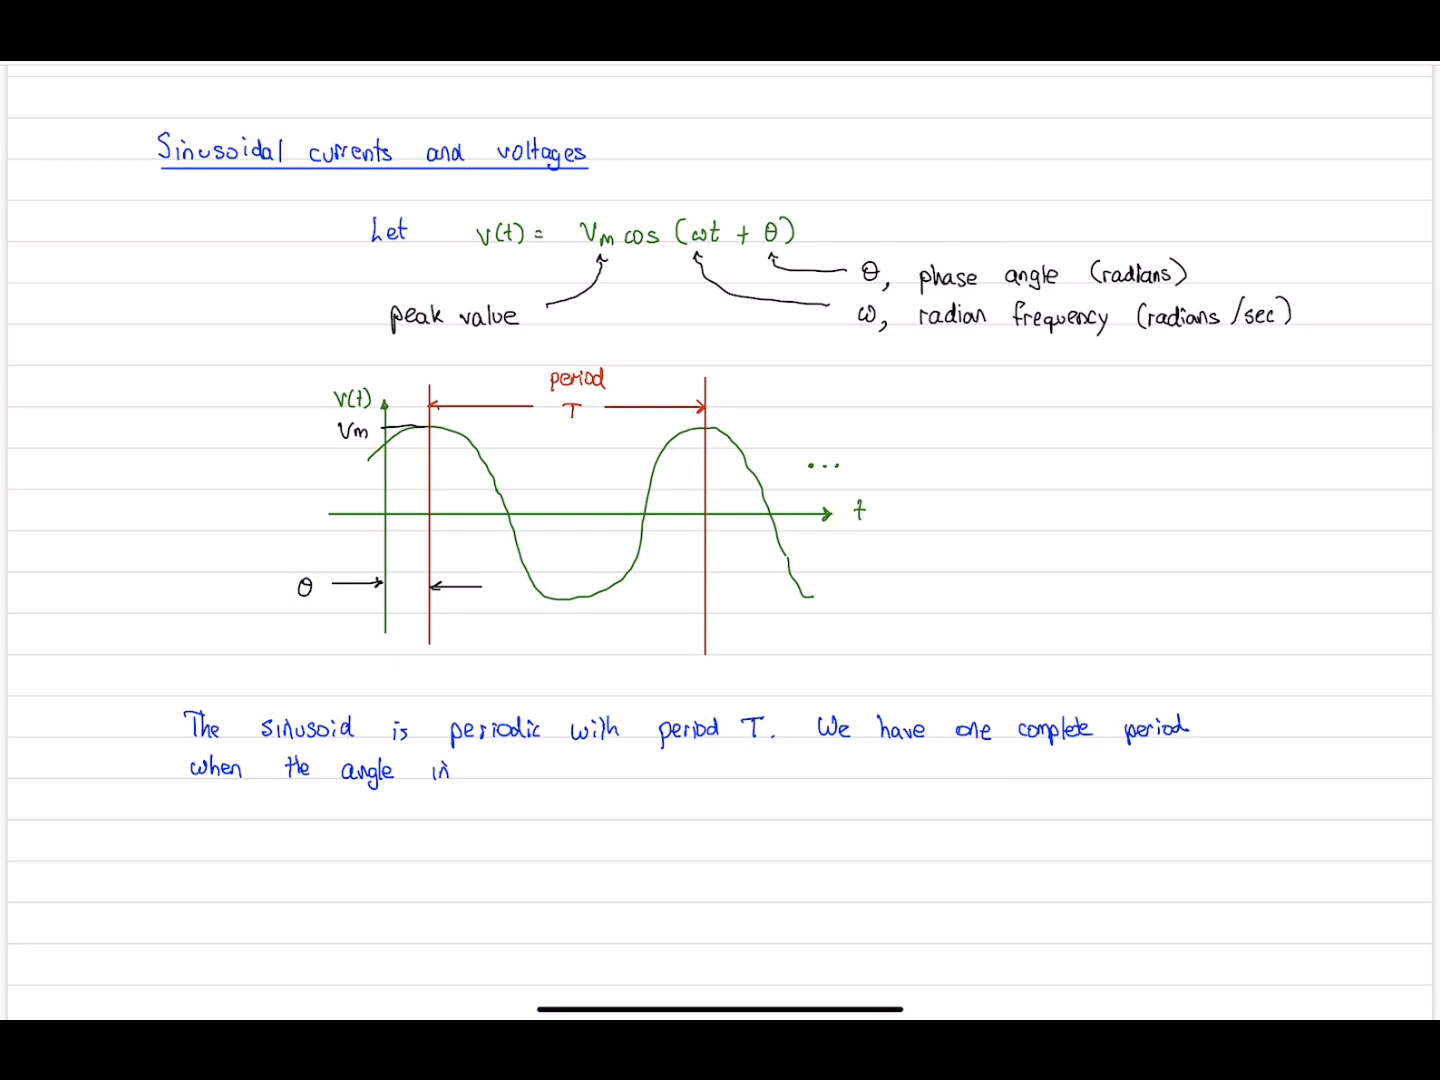 Sinusoidal currents and voltages
Let v(t) = Vm cos (ωt + θ)
θ, phase angle (radians)
peak value
ω, radian frequency (radians/sec)
period
T
v(t)
Vm
...
t
θ
The sinusoid is periodic with period T. We have one complete period
when the angle in